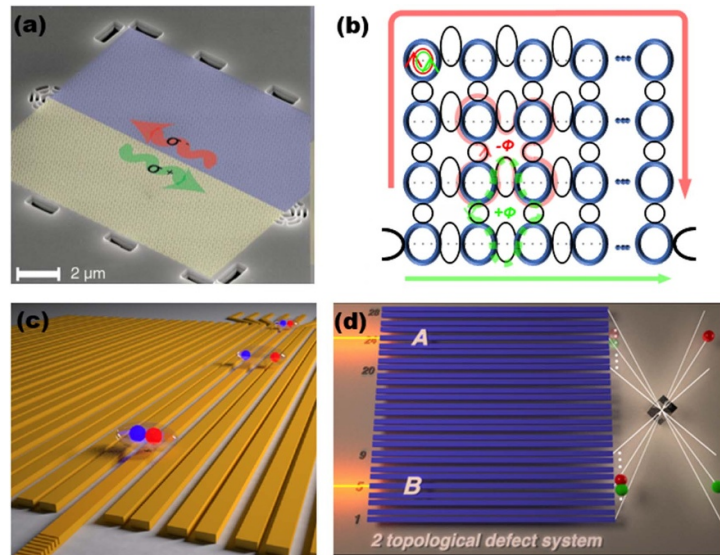 (a)
σ
σ +
2 μm
(b)
-Φ
+Φ
(c)
(d)
28
24
A
20
9
5
B
1
2 topological defect system